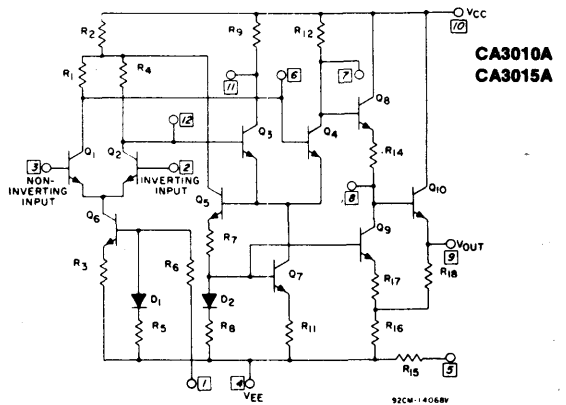 R2
R9
R12
VCC
10
CA3010A
CA3015A
R1
R4
6
11
7
Q8
12
Q3
Q4
R14
3
Q1
Q2
2
8
Q10
NON-
INVERTING
INPUT
INVERTING
INPUT
Q5
Q6
Q9
VOUT
9
R7
R3
R6
Q7
R17
R18
D1
D2
R5
R8
R11
R16
R15
5
1
4
VEE
92CM-14068V